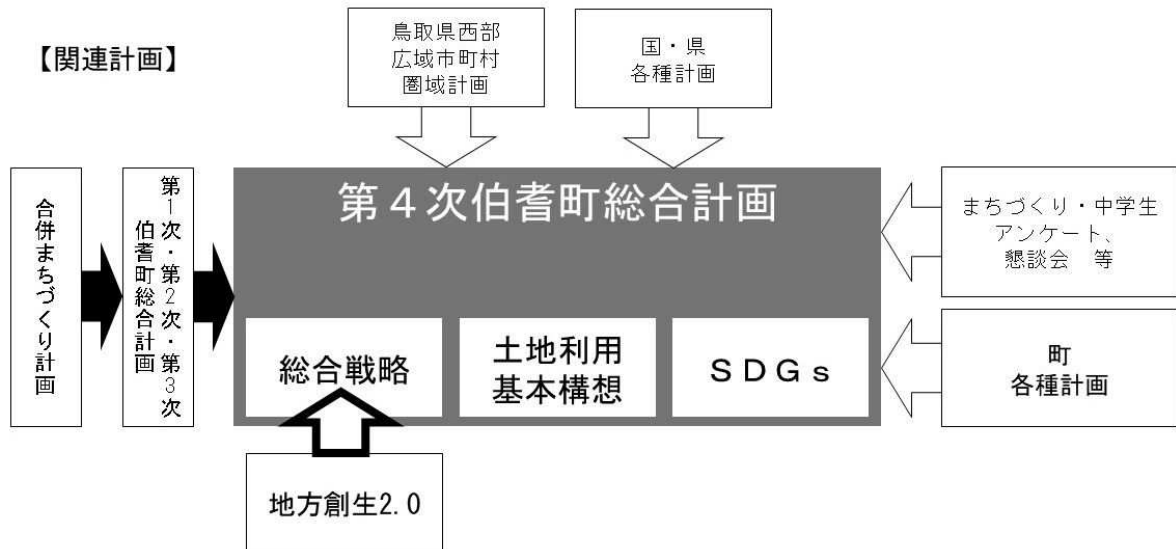 【関連計画】
鳥取県西部
広域市町村
圏域計画
国・県
各種計画
合併まちづくり計画
第1次・第2次・第3次
伯耆町総合計画
第４次伯耆町総合計画
総合戦略
土地利用
基本構想
ＳＤＧｓ
まちづくり・中学生
アンケート、
懇談会　等
町
各種計画
地方創生2.0